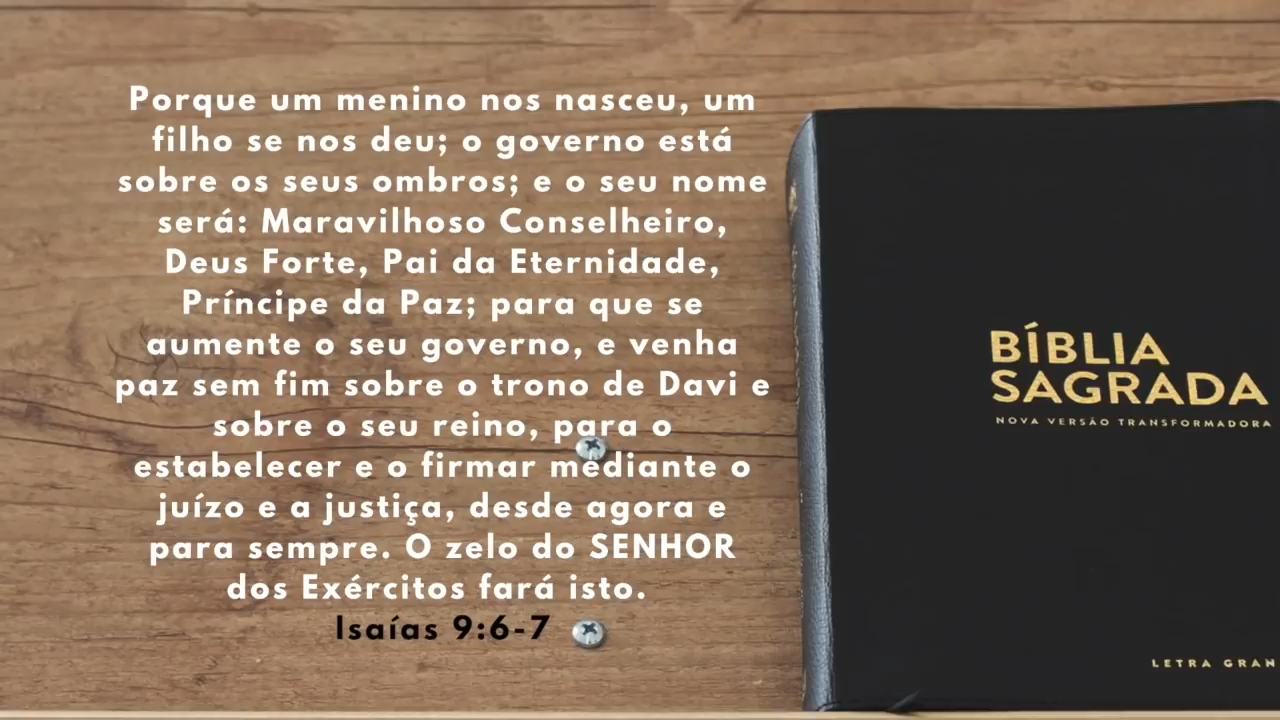 Porque um menino nos nasceu, um
filho se nos deu; o governo está
sobre os seus ombros; e o seu nome
será: Maravilhoso Conselheiro,
Deus Forte, Pai da Eternidade,
Príncipe da Paz; para que se
aumente o seu governo, e venha
paz sem fim sobre o trono de Davi e
sobre o seu reino, para o
estabelecer e o firmar mediante o
juízo e a justiça, desde agora e
para sempre. O zelo do SENHOR
dos Exércitos fará isto.
Isaías 9:6-7
BÍBLIA
SAGRADA
NOVA VERSÃO TRANSFORMADORA
LETRA GRAN